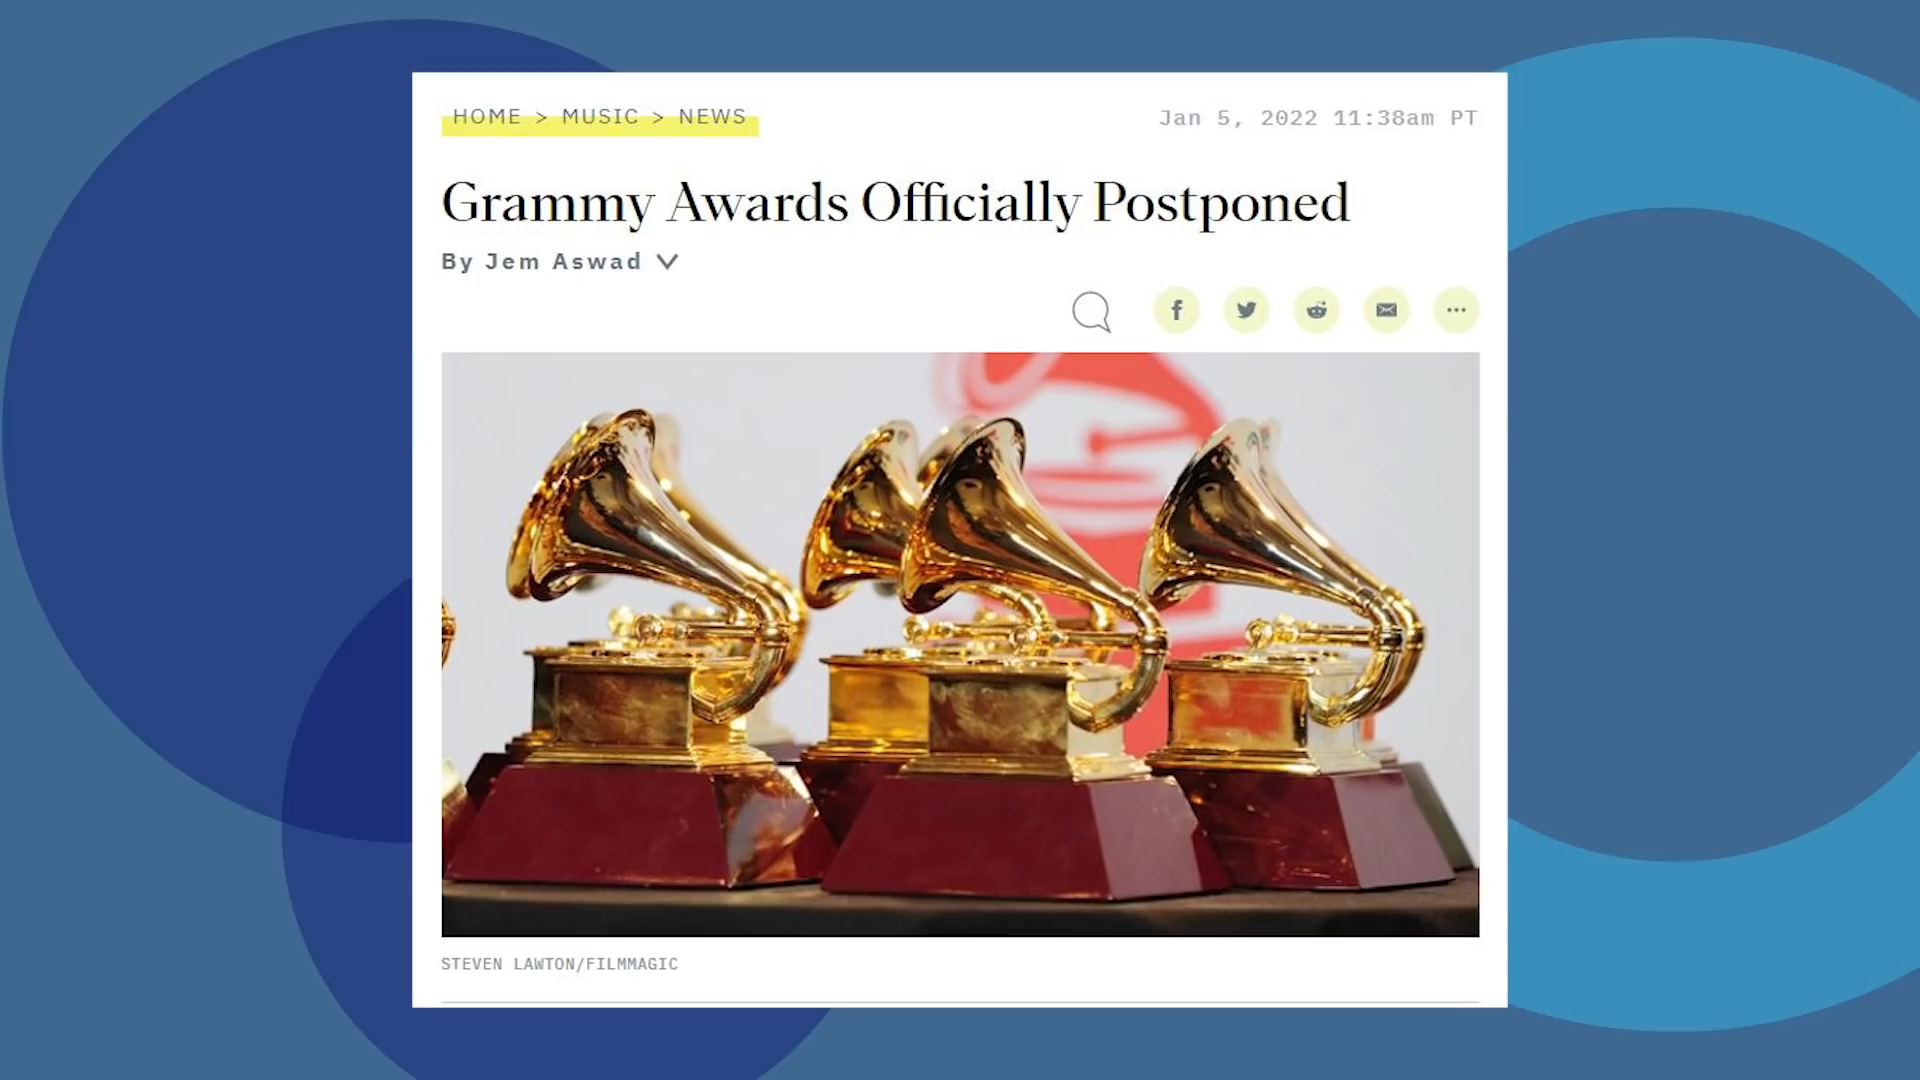 HOME > MUSIC > NEWS
Jan 5, 2022 11:38am PT
Grammy Awards Officially Postponed
By Jem Aswad
STEVEN LAWTON/FILMMAGIC